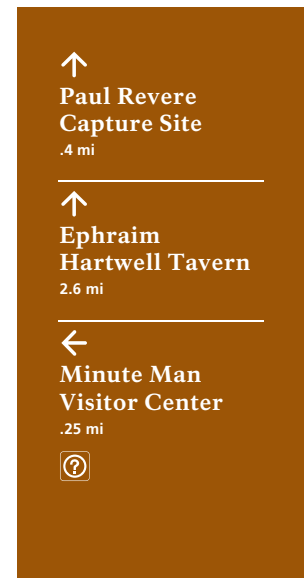 Paul Revere
Capture Site
.4 mi
Ephraim
Hartwell Tavern
2.6 mi
Minute Man
Visitor Center
.25 mi
?